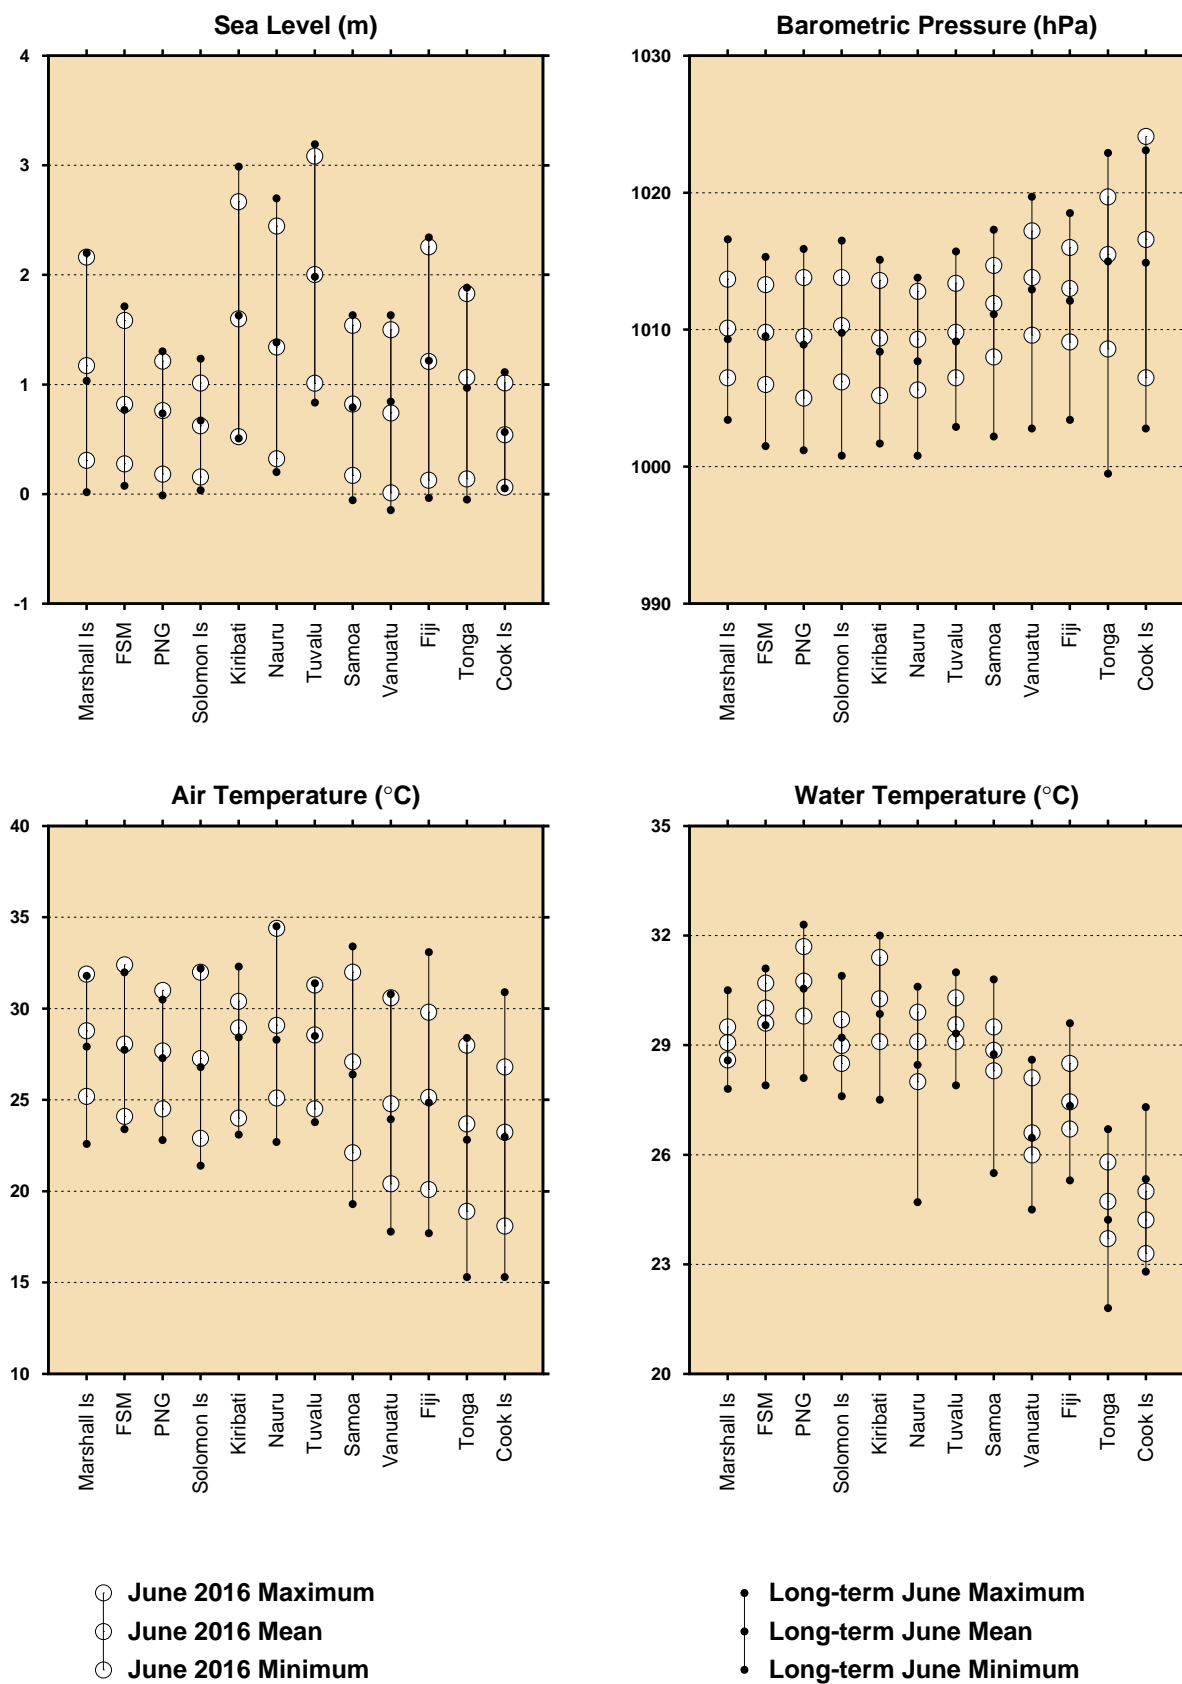 Sea Level (m)
4
3
2
1
0
-1
Marshall Is
FSM
PNG
Solomon Is
Kiribati
Nauru
Tuvalu
Samoa
Vanuatu
Fiji
Tonga
Cook Is
Barometric Pressure (hPa)
1030
1020
1010
1000
990
Marshall Is
FSM
PNG
Solomon Is
Kiribati
Nauru
Tuvalu
Samoa
Vanuatu
Fiji
Tonga
Cook Is
Air Temperature (°C)
40
35
30
25
20
15
10
Marshall Is
FSM
PNG
Solomon Is
Kiribati
Nauru
Tuvalu
Samoa
Vanuatu
Fiji
Tonga
Cook Is
Water Temperature (°C)
35
32
29
26
23
20
Marshall Is
FSM
PNG
Solomon Is
Kiribati
Nauru
Tuvalu
Samoa
Vanuatu
Fiji
Tonga
Cook Is
June 2016 Maximum
June 2016 Mean
June 2016 Minimum
Long-term June Maximum
Long-term June Mean
Long-term June Minimum